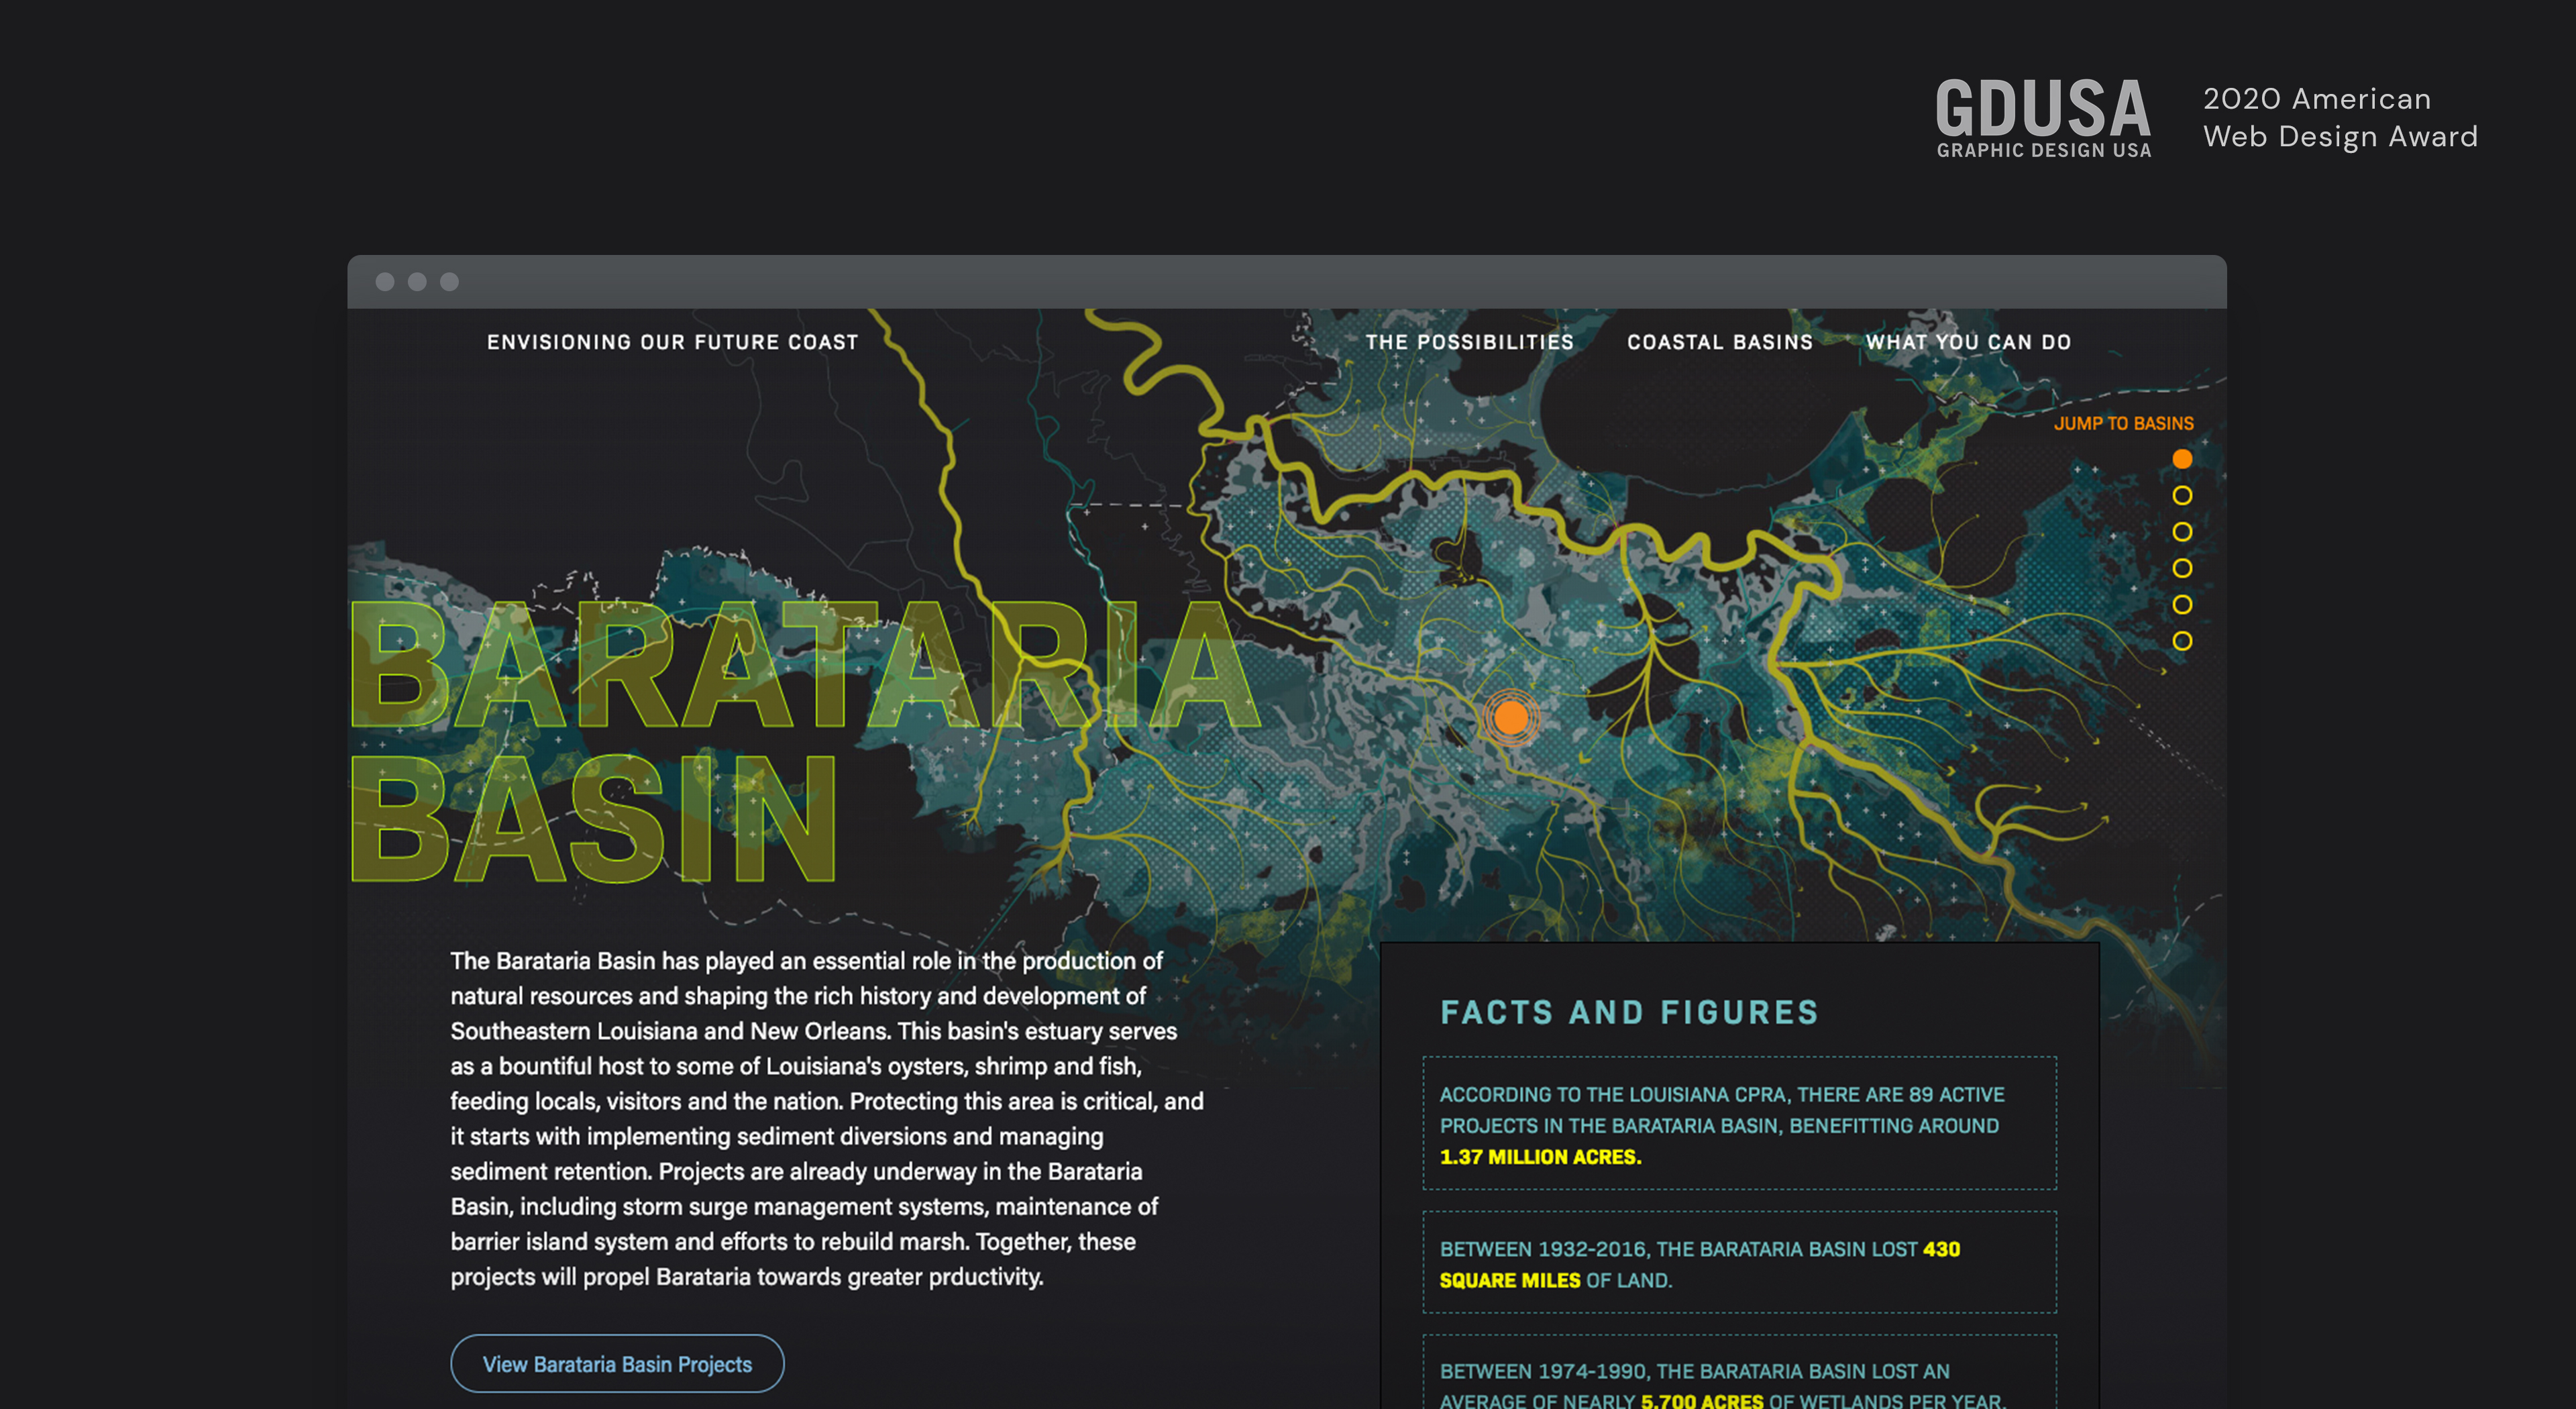 GDUSA
GRAPHIC DESIGN USA
2020 American
Web Design Award
ENVISIONING OUR FUTURE COAST
THE POSSIBILITIES
COASTAL BASINS
WHAT YOU CAN DO
JUMP TO BASINS
BARATARIA
BASIN
The Barataria Basin has played an essential role in the production of
natural resources and shaping the rich history and development of
Southeastern Louisiana and New Orleans. This basin's estuary serves
as a bountiful host to some of Louisiana's oysters, shrimp and fish,
feeding locals, visitors and the nation. Protecting this area is critical, and
it starts with implementing sediment diversions and managing
sediment retention. Projects are already underway in the Barataria
Basin, including storm surge management systems, maintenance of
barrier island system and efforts to rebuild marsh. Together, these
projects will propel Barataria towards greater prductivity.
View Barataria Basin Projects
FACTS AND FIGURES
ACCORDING TO THE LOUISIANA CPRA, THERE ARE 89 ACTIVE
PROJECTS IN THE BARATARIA BASIN, BENEFITTING AROUND
1.37 MILLION ACRES.
BETWEEN 1932-2016, THE BARATARIA BASIN LOST 430
SQUARE MILES OF LAND.
BETWEEN 1974-1990, THE BARATARIA BASIN LOST AN
AVERAGE OF NEARLY 5,700 ACRES OF WETLANDS PER YEAR.